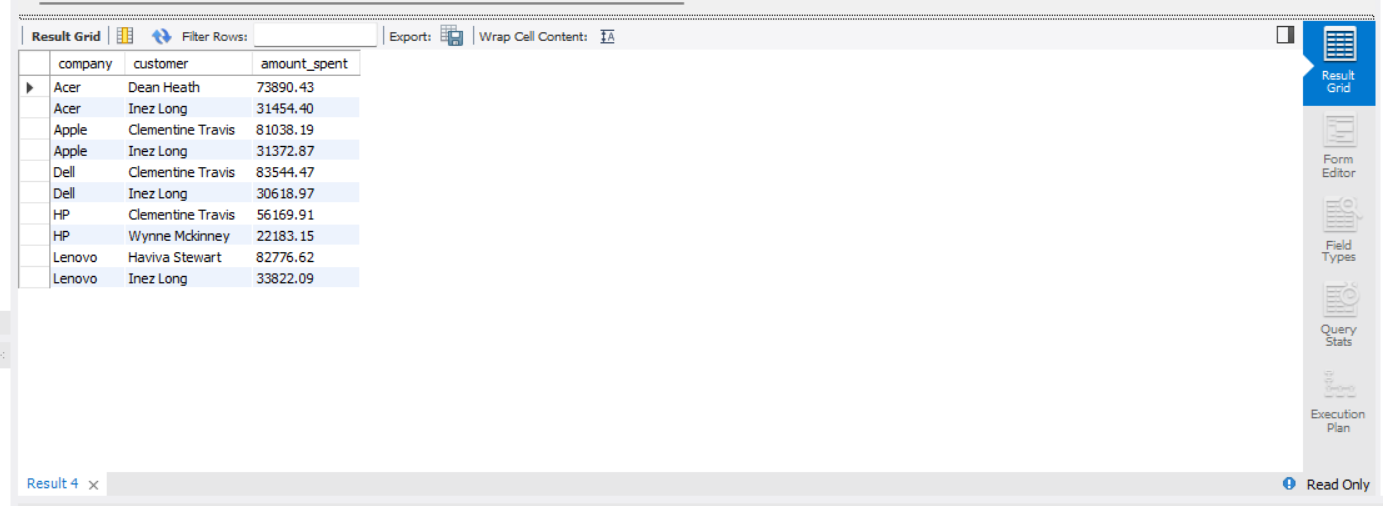 Result Grid Filter Rows: Export: Wrap Cell Content:
company customer amount_spent
Acer Dean Heath 73890.43
Acer Inez Long 31454.40
Apple Clementine Travis 81038.19
Apple Inez Long 31372.87
Dell Clementine Travis 83544.47
Dell Inez Long 30618.97
HP Clementine Travis 56169.91
HP Wynne Mckinney 22183.15
Lenovo Haviva Stewart 82776.62
Lenovo Inez Long 33822.09
Result
Grid
Form
Editor
Field
Types
Query
Stats
Execution
Plan
Result 4
Read Only